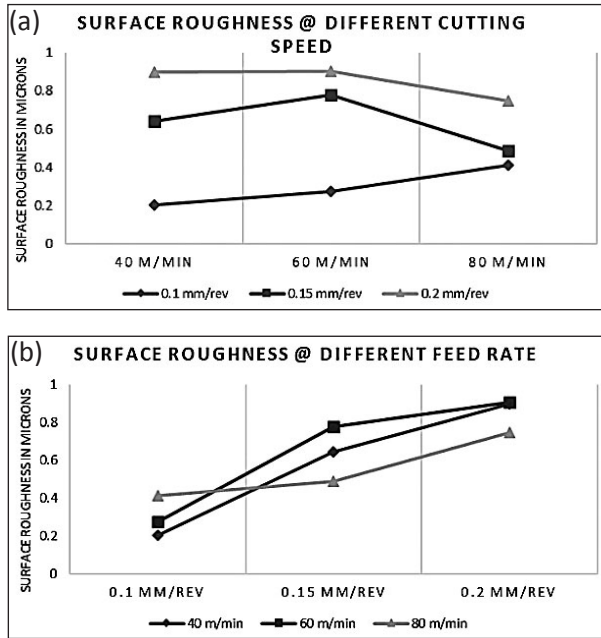 (a)
SURFACE ROUGHNESS @ DIFFERENT CUTTING
SPEED
SURFACE ROUGHNESS IN MICRONS
1
0.8
0.6
0.4
0.2
0
40 M/MIN 60 M/MIN 80 M/MIN
0.1 mm/rev 0.15 mm/rev 0.2 mm/rev
(b)
SURFACE ROUGHNESS @ DIFFERENT FEED RATE
SURFACE ROUGHNESS IN MICRONS
1
0.8
0.6
0.4
0.2
0
0.1 MM/REV 0.15 MM/REV 0.2 MM/REV
40 m/min 60 m/min 80 m/min